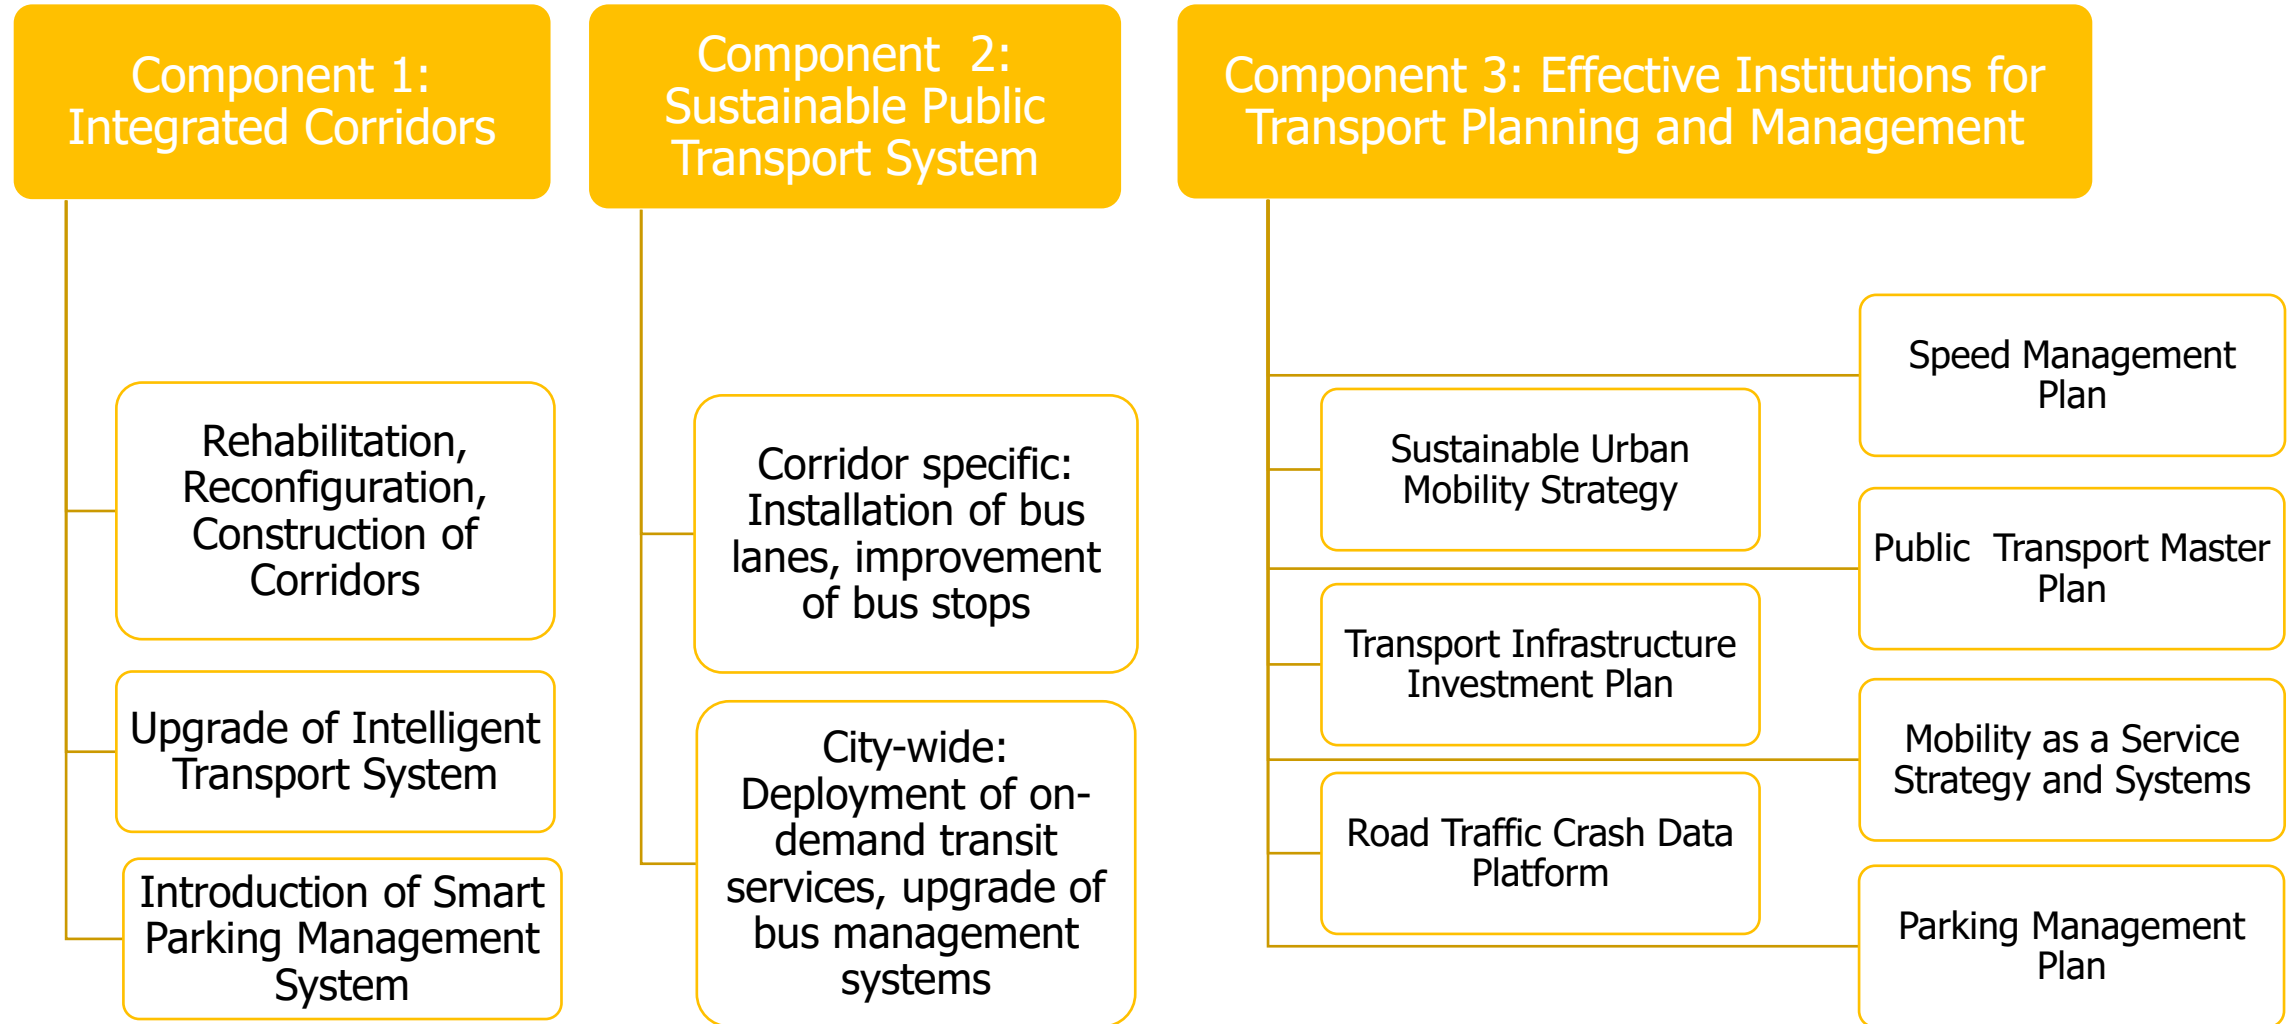 Component 1:
Integrated Corridors
Rehabilitation,
Reconfiguration,
Construction of
Corridors
Upgrade of Intelligent
Transport System
Introduction of Smart
Parking Management
System
Component  2:
Sustainable Public
Transport System
Corridor specific:
Installation of bus
lanes, improvement
of bus stops
City-wide:
Deployment of on-
demand transit
services, upgrade of
bus management
systems
Component 3: Effective Institutions for
Transport Planning and Management
Speed Management
Plan
Sustainable Urban
Mobility Strategy
Public  Transport Master
Plan
Transport Infrastructure
Investment Plan
Mobility as a Service
Strategy and Systems
Road Traffic Crash Data
Platform
Parking Management
Plan